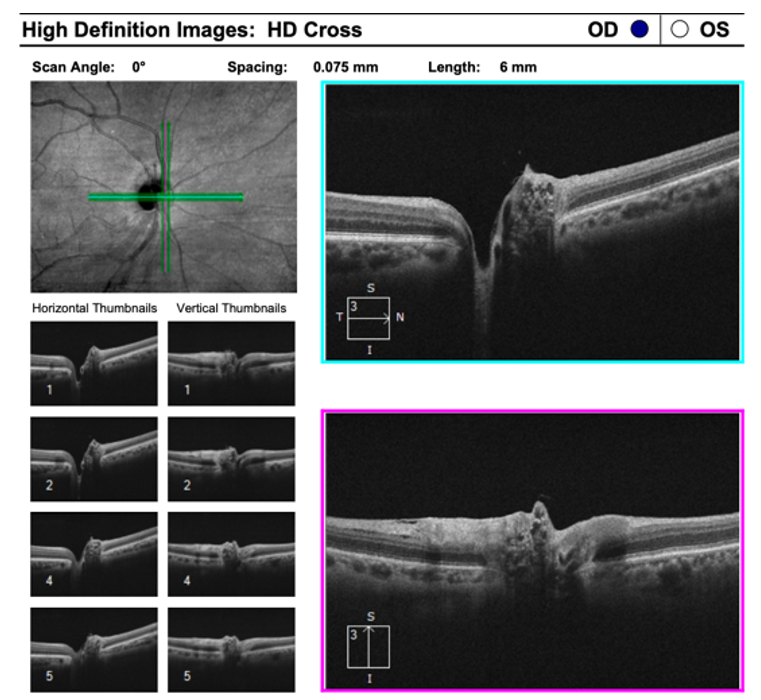 High Definition Images: HD Cross OD OS
Scan Angle: 0° Spacing: 0.075 mm Length: 6 mm
Horizontal Thumbnails Vertical Thumbnails
1 1
2 2
4 4
5 5
S
3
T N
I
S
3
I